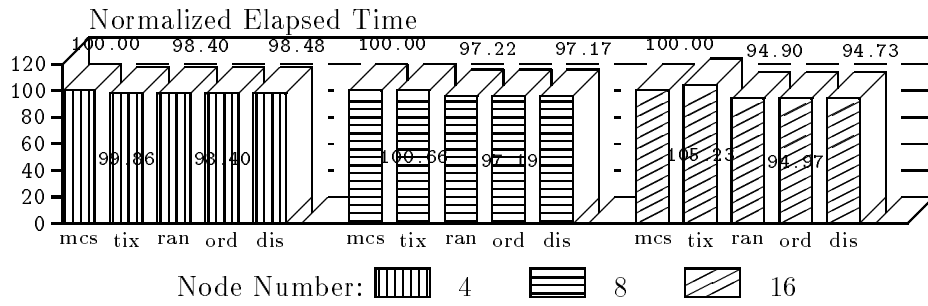 Normalized Elapsed Time
100.00 98.40 98.48 100.00 97.22 97.17 100.00 94.90 94.73
120
100
80
60
99.86 98.40 100.66 97.19 105.23 94.97
40
20
0
mcs tix ran ord dis mcs tix ran ord dis mcs tix ran ord dis
Node Number: 4 8 16